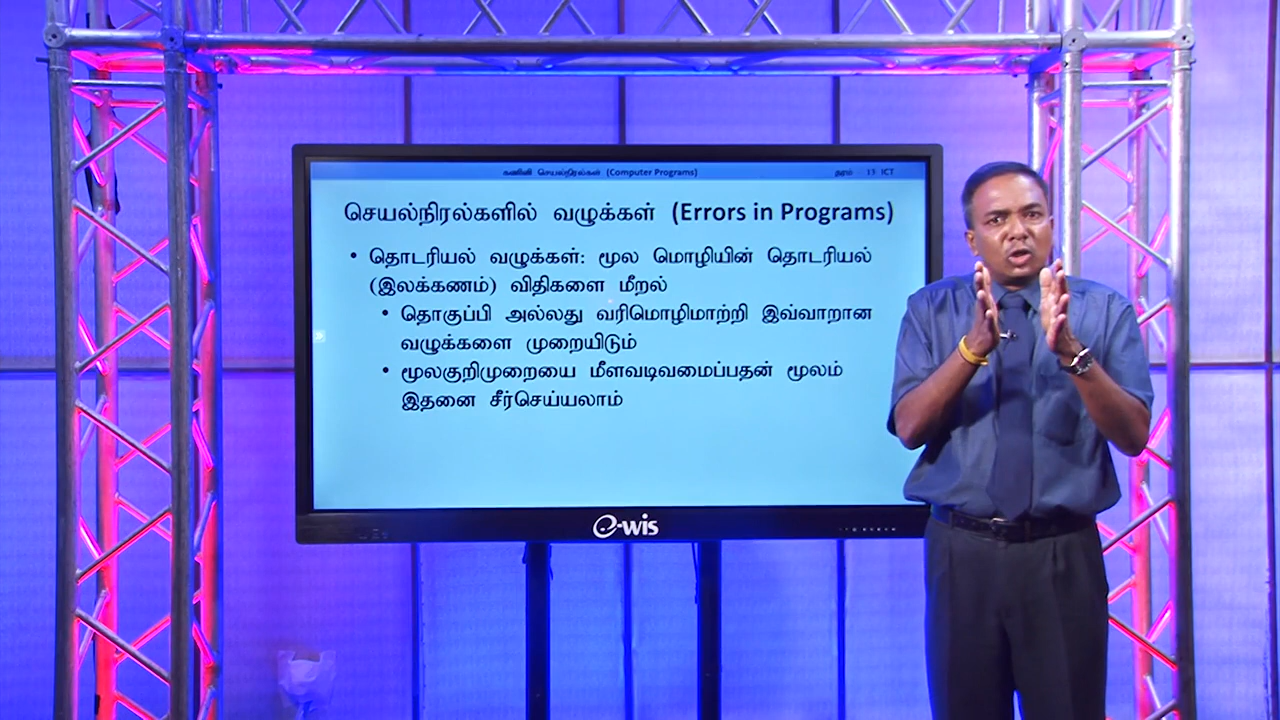 கணினி செயல்நிரல்கள் (Computer Programs) தரம் 13 ICT
செயல்நிரல்களில் வழுக்கள் (Errors in Programs)
• தொடரியல் வழுக்கள்: மூல மொழியின் தொடரியல்
(இலக்கணம்) விதிகளை மீறல்
• தொகுப்பி அல்லது வரிமொழிமாற்றி இவ்வாறான
வழுக்களை முறையிடும்
• மூலகுறிமுறையை மீளவடிவமைப்பதன் மூலம்
இதனை சீர்செய்யலாம்
e-wis